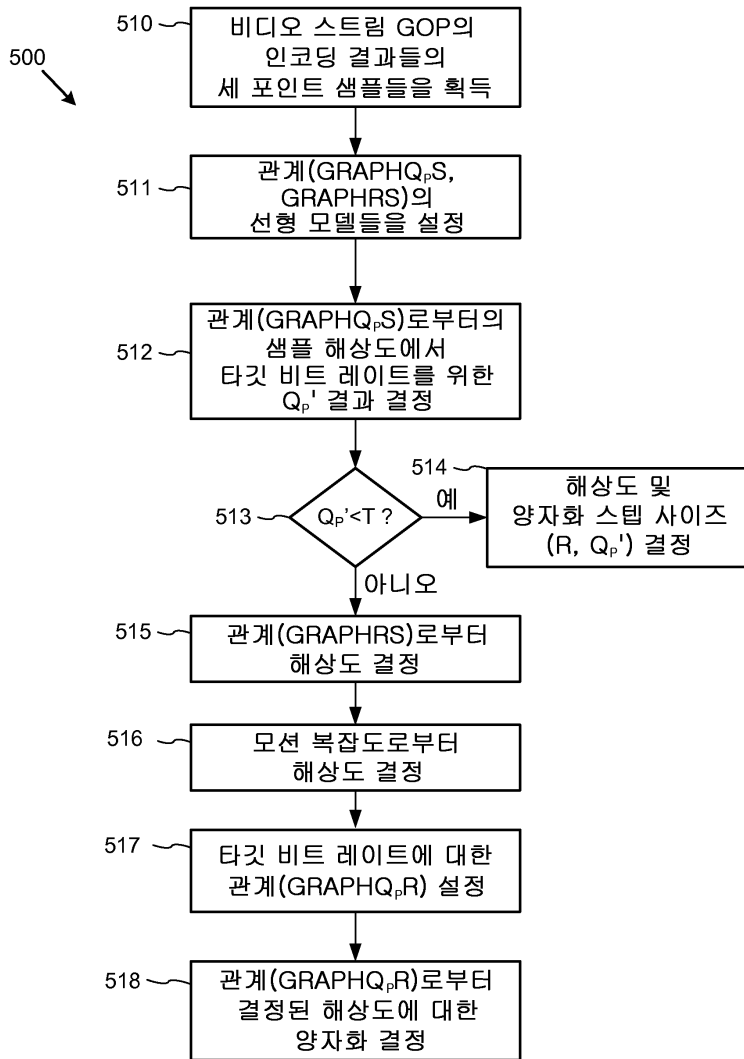 500
510
비디오 스트림 GOP의
인코딩 결과들의
세 포인트 샘플들을 획득
511
관계(GRAPHQPS,
GRAPHRS)의
선형 모델들을 설정
512
관계(GRAPHQPS)로부터의
샘플 해상도에서
타깃 비트 레이트를 위한
QP' 결과 결정
513
QP'<T ?
예
514
해상도 및
양자화 스텝 사이즈
(R, QP') 결정
아니오
515
관계(GRAPHRS)로부터
해상도 결정
516
모션 복잡도로부터
해상도 결정
517
타깃 비트 레이트에 대한
관계(GRAPHQPR) 설정
518
관계(GRAPHQPR)로부터
결정된 해상도에 대한
양자화 결정